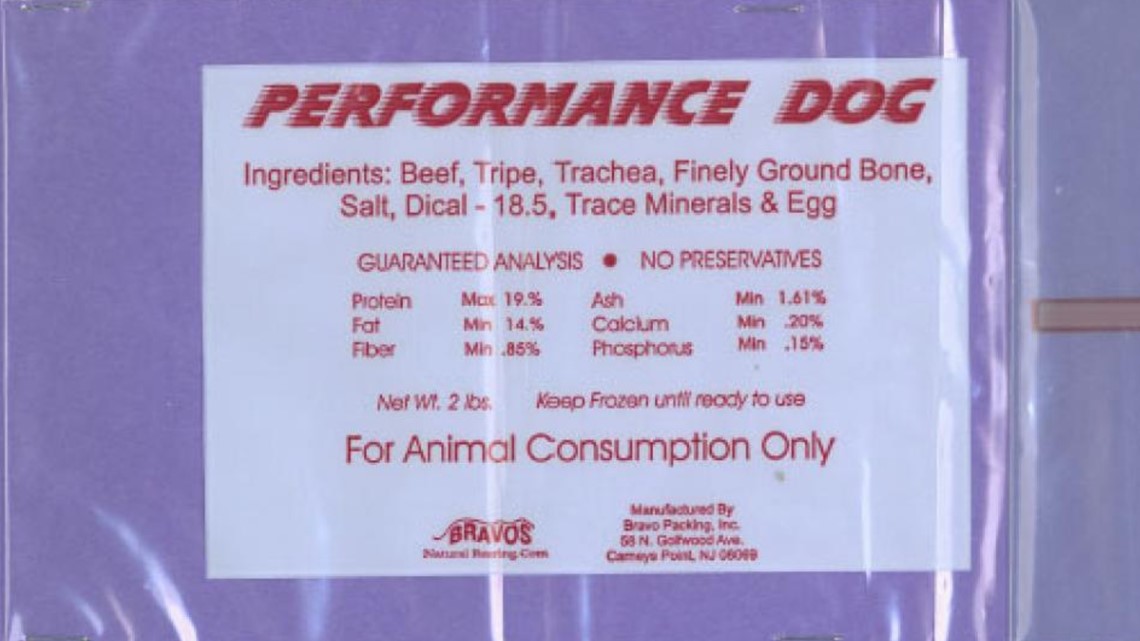 PERFORMANCE DOG
Ingredients: Beef, Tripe, Trachea, Finely Ground Bone,
Salt, Dical - 18.5, Trace Minerals & Egg
GUARANTEED ANALYSIS • NO PRESERVATIVES
Protein Max 19.% Ash Min 1.61%
Fat Min 14.% Calcium Min .20%
Fiber Min .85% Phosphorus Min .15%
Net Wt. 2 lbs. Keep Frozen until ready to use
For Animal Consumption Only
BRAVOS
Natural
Manufactured By
Bravo Packing, Inc.
58 N. Golfwood Ave.
Carneys Point, NJ 08069